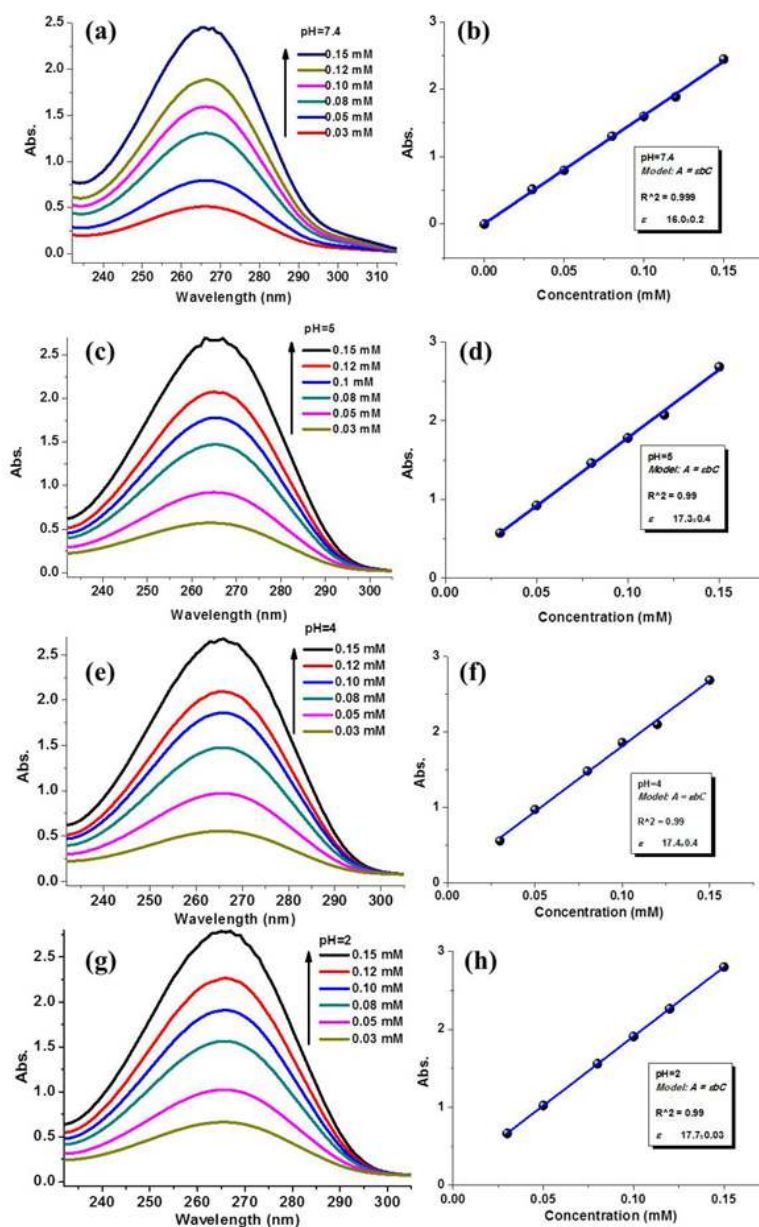 (a)
pH=7.4
0.15 mM
0.12 mM
0.10 mM
0.08 mM
0.05 mM
0.03 mM
2.5
2.0
1.5
1.0
0.5
0.0
Abs.
240 250 260 270 280 290 300 310
Wavelength (nm)
(b)
3
2
1
0
Abs.
pH=7.4
Model: A = εbC
R^2 = 0.999
ε 16.0±0.2
0.00 0.05 0.10 0.15
Concentration (mM)
(c)
pH=5
0.15 mM
0.12 mM
0.1 mM
0.08 mM
0.05 mM
0.03 mM
2.5
2.0
1.5
1.0
0.5
0.0
Abs.
240 250 260 270 280 290 300
Wavelength (nm)
(d)
3
2
1
0
Abs.
pH=5
Model: A = εbC
R^2 = 0.99
ε 17.3±0.4
0.00 0.05 0.10 0.15
Concentration (mM)
(e)
pH=4
0.15 mM
0.12 mM
0.10 mM
0.08 mM
0.05 mM
0.03 mM
2.5
2.0
1.5
1.0
0.5
0.0
Abs.
240 250 260 270 280 290 300
Wavelength (nm)
(f)
3
2
1
0
Abs.
pH=4
Model: A = εbC
R^2 = 0.99
ε 17.4±0.4
0.00 0.05 0.10 0.15
Concentration (mM)
(g)
pH=2
0.15 mM
0.12 mM
0.10 mM
0.08 mM
0.05 mM
0.03 mM
2.5
2.0
1.5
1.0
0.5
0.0
Abs.
240 250 260 270 280 290 300
Wavelength (nm)
(h)
3
2
1
0
Abs.
pH=2
Model: A = εbC
R^2 = 0.99
ε 17.7±0.03
0.00 0.05 0.10 0.15
Concentration (mM)